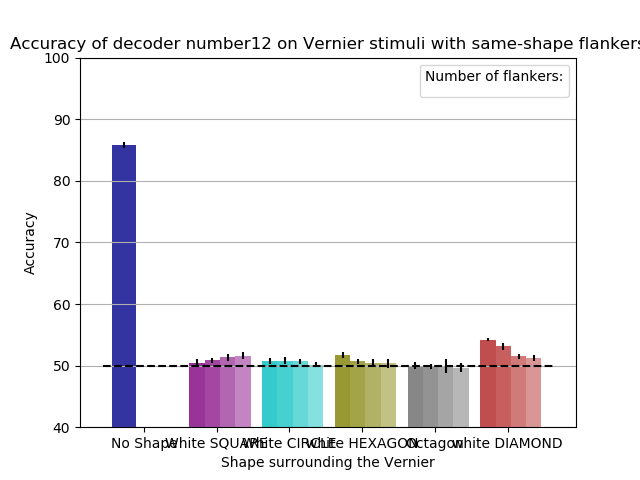 Accuracy of decoder number12 on Vernier stimuli with same-shape flankers
Number of flankers:
100
90
80
70
60
50
40
Accuracy
No Shape White SQUARE White CIRCLE white HEXAGON Octagon white DIAMOND
Shape surrounding the Vernier